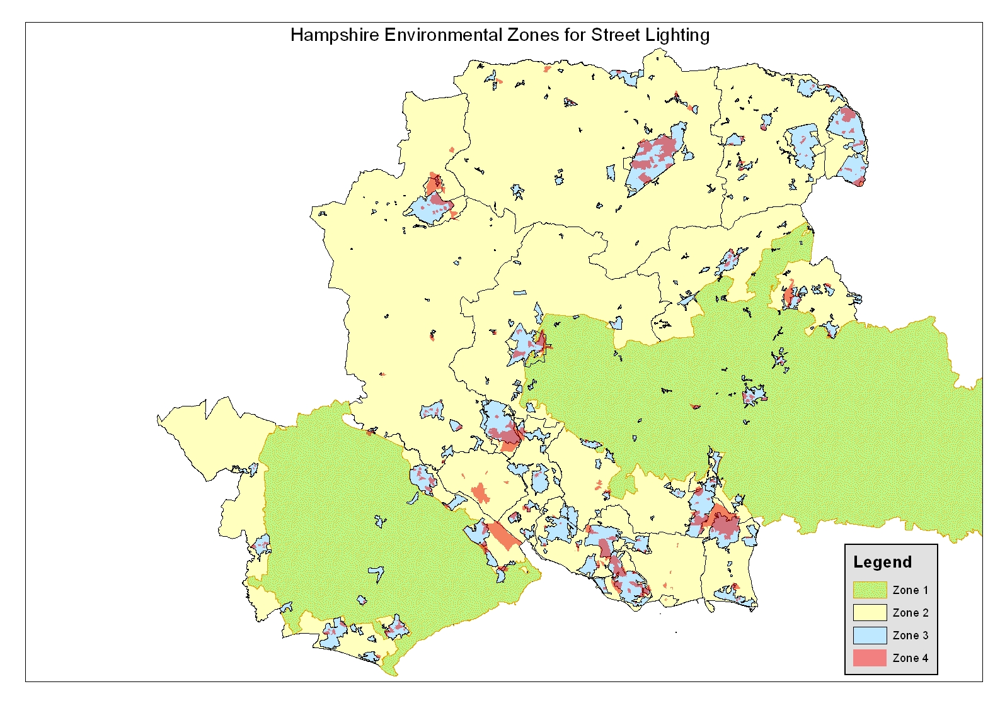 Hampshire Environmental Zones for Street Lighting
Legend
Zone 1
Zone 2
Zone 3
Zone 4